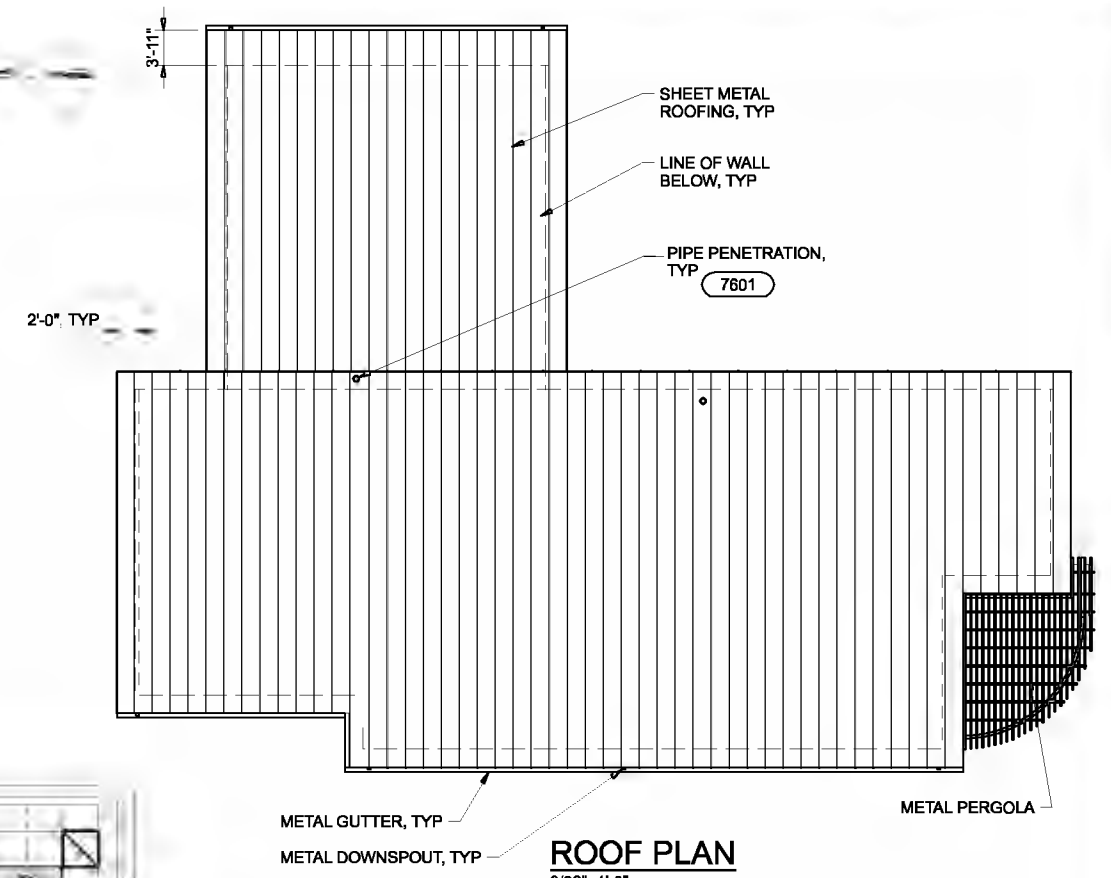 3'-11"
SHEET METAL
ROOFING, TYP
LINE OF WALL
BELOW, TYP
PIPE PENETRATION,
TYP
7601
2'-0", TYP
METAL GUTTER, TYP
METAL PERGOLA
METAL DOWNSPOUT, TYP
ROOF PLAN